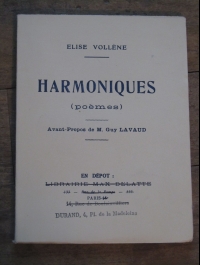 ELISE VOLLÈNE
HARMONIQUES
(poèmes)
Avant-Propos de M. Guy LAVAUD
EN DÉPOT :
LIBRAIRIE MAX DELATTE
PARIS
DURAND, 4, Pl. de la Madeleine